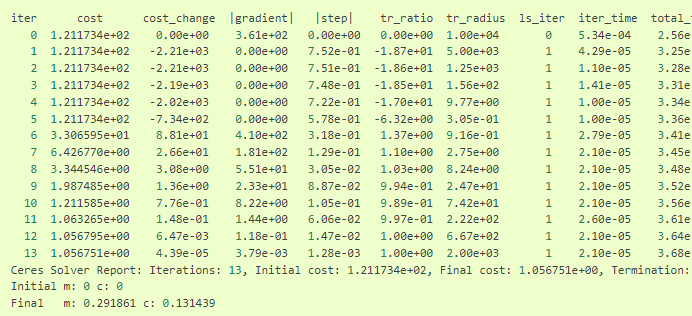 iter cost cost_change |gradient| |step| tr_ratio tr_radius ls_iter iter_time total_
0 1.211734e+02 0.00e+00 3.61e+02 0.00e+00 0.00e+00 1.00e+04 0 5.34e-04 2.56e
1 1.211734e+02 -2.21e+03 0.00e+00 7.52e-01 -1.87e+01 5.00e+03 1 4.29e-05 3.25e
2 1.211734e+02 -2.21e+03 0.00e+00 7.51e-01 -1.86e+01 1.25e+03 1 1.10e-05 3.28e
3 1.211734e+02 -2.19e+03 0.00e+00 7.48e-01 -1.85e+01 1.56e+02 1 1.41e-05 3.31e
4 1.211734e+02 -2.02e+03 0.00e+00 7.22e-01 -1.70e+01 9.77e+00 1 1.00e-05 3.34e
5 1.211734e+02 -7.34e+02 0.00e+00 5.78e-01 -6.32e+00 3.05e-01 1 1.00e-05 3.36e
6 3.306595e+01 8.81e+01 4.10e+02 3.18e-01 1.37e+00 9.16e-01 1 2.79e-05 3.41e
7 6.426770e+00 2.66e+01 1.81e+02 1.29e-01 1.10e+00 2.75e+00 1 2.10e-05 3.45e
8 3.344546e+00 3.08e+00 5.51e+01 3.05e-02 1.03e+00 8.24e+00 1 2.10e-05 3.48e
9 1.987485e+00 1.36e+00 2.33e+01 8.87e-02 9.94e-01 2.47e+01 1 2.10e-05 3.52e
10 1.211585e+00 7.76e-01 8.22e+00 1.05e-01 9.89e-01 7.42e+01 1 2.10e-05 3.56e
11 1.063265e+00 1.48e-01 1.44e+00 6.06e-02 9.97e-01 2.22e+02 1 2.60e-05 3.61e
12 1.056795e+00 6.47e-03 1.18e-01 1.47e-02 1.00e+00 6.67e+02 1 2.10e-05 3.64e
13 1.056751e+00 4.39e-05 3.79e-03 1.28e-03 1.00e+00 2.00e+03 1 2.10e-05 3.68e
Ceres Solver Report: Iterations: 13, Initial cost: 1.211734e+02, Final cost: 1.056751e+00, Termination:
Initial m: 0 c: 0
Final m: 0.291861 c: 0.131439